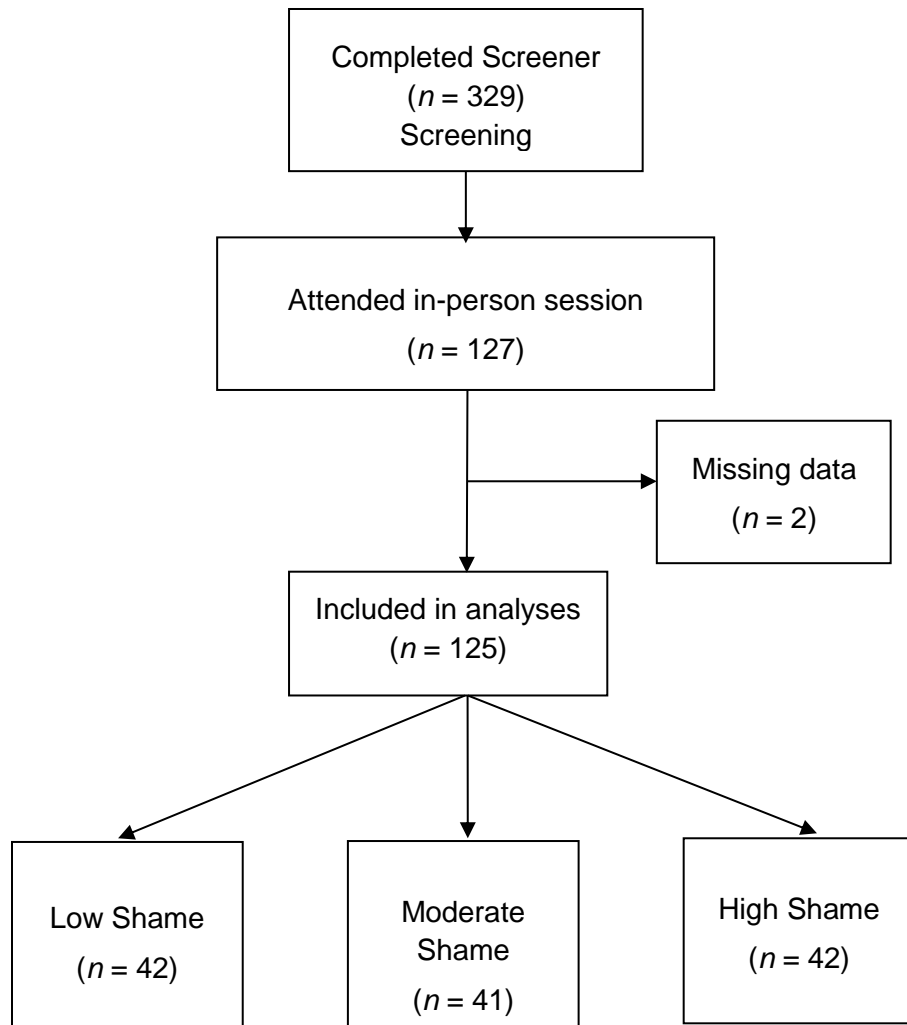 Completed Screener
(n = 329)
Screening
Attended in-person session
(n = 127)
Missing data
(n = 2)
Included in analyses
(n = 125)
Low Shame
(n = 42)
Moderate
Shame
(n = 41)
High Shame
(n = 42)